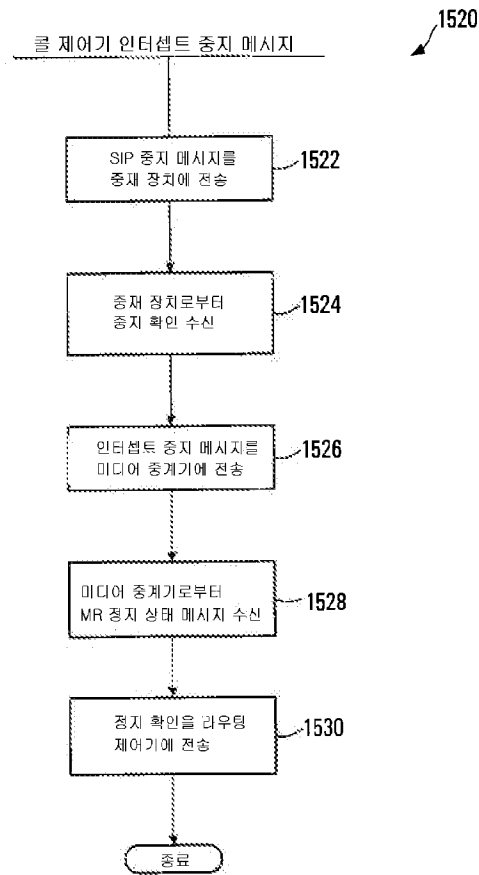 1520
콜 제어기 인터셉트 중지 메시지
SIP 중지 메시지를
중재 장치에 전송
1522
중재 장치로부터
중지 확인 수신
1524
인터셉트 중지 메시지를
미디어 중계기에 전송
1526
미디어 중계기로부터
MR 정지 상태 메시지 수신
1528
정지 확인을 라우팅
제어기에 전송
1530
종료